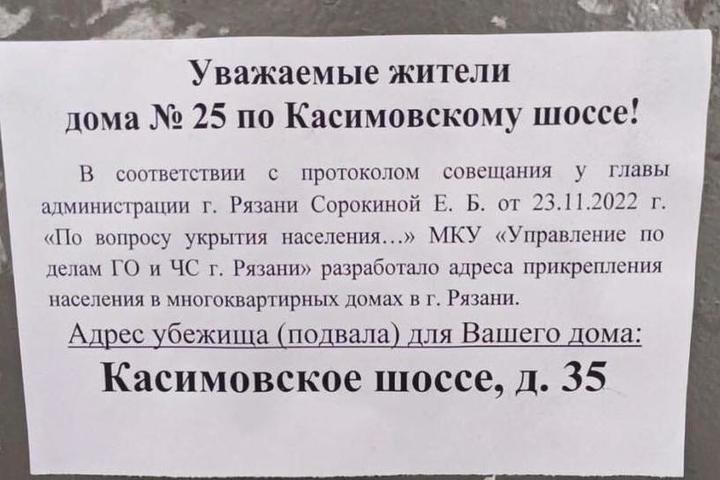 Уважаемые жители
дома № 25 по Касимовскому шоссе!
В соответствии с протоколом совещания у главы
администрации г. Рязани Сорокиной Е. Б. от 23.11.2022 г.
«По вопросу укрытия населения...» МКУ «Управление по
делам ГО и ЧС г. Рязани» разработало адреса прикрепления
населения в многоквартирных домах в г. Рязани.
Адрес убежища (подвала) для Вашего дома:
Касимовское шоссе, д. 35